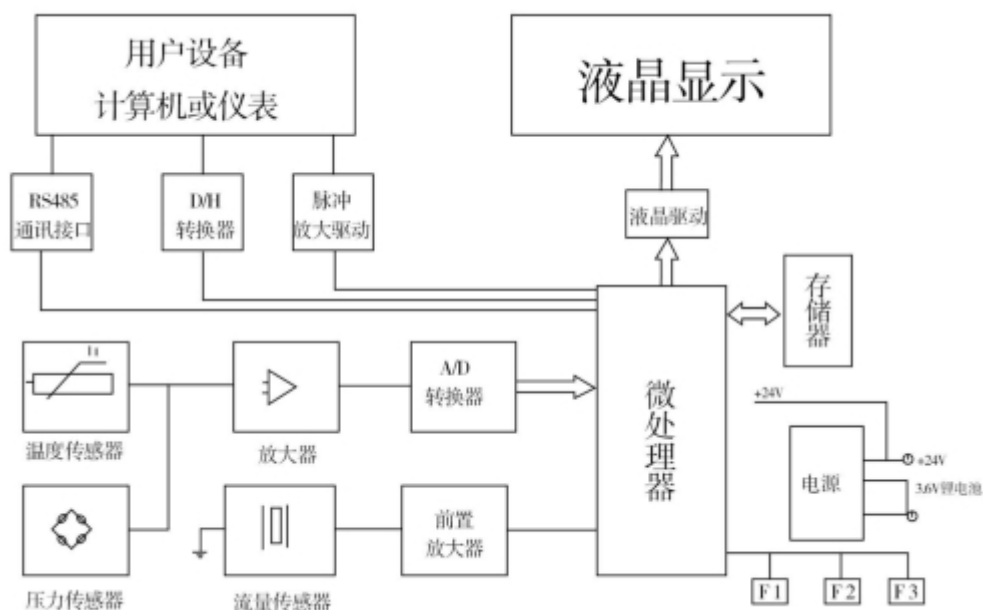 用户设备
计算机或仪表
液晶显示
RS485
通讯接口
D/H
转换器
脉冲
放大驱动
液晶驱动
存储器
微处理器
温度传感器
放大器
A/D
转换器
+24V
电源
+24V
3.6V锂电池
压力传感器
流量传感器
前置
放大器
F1
F2
F3